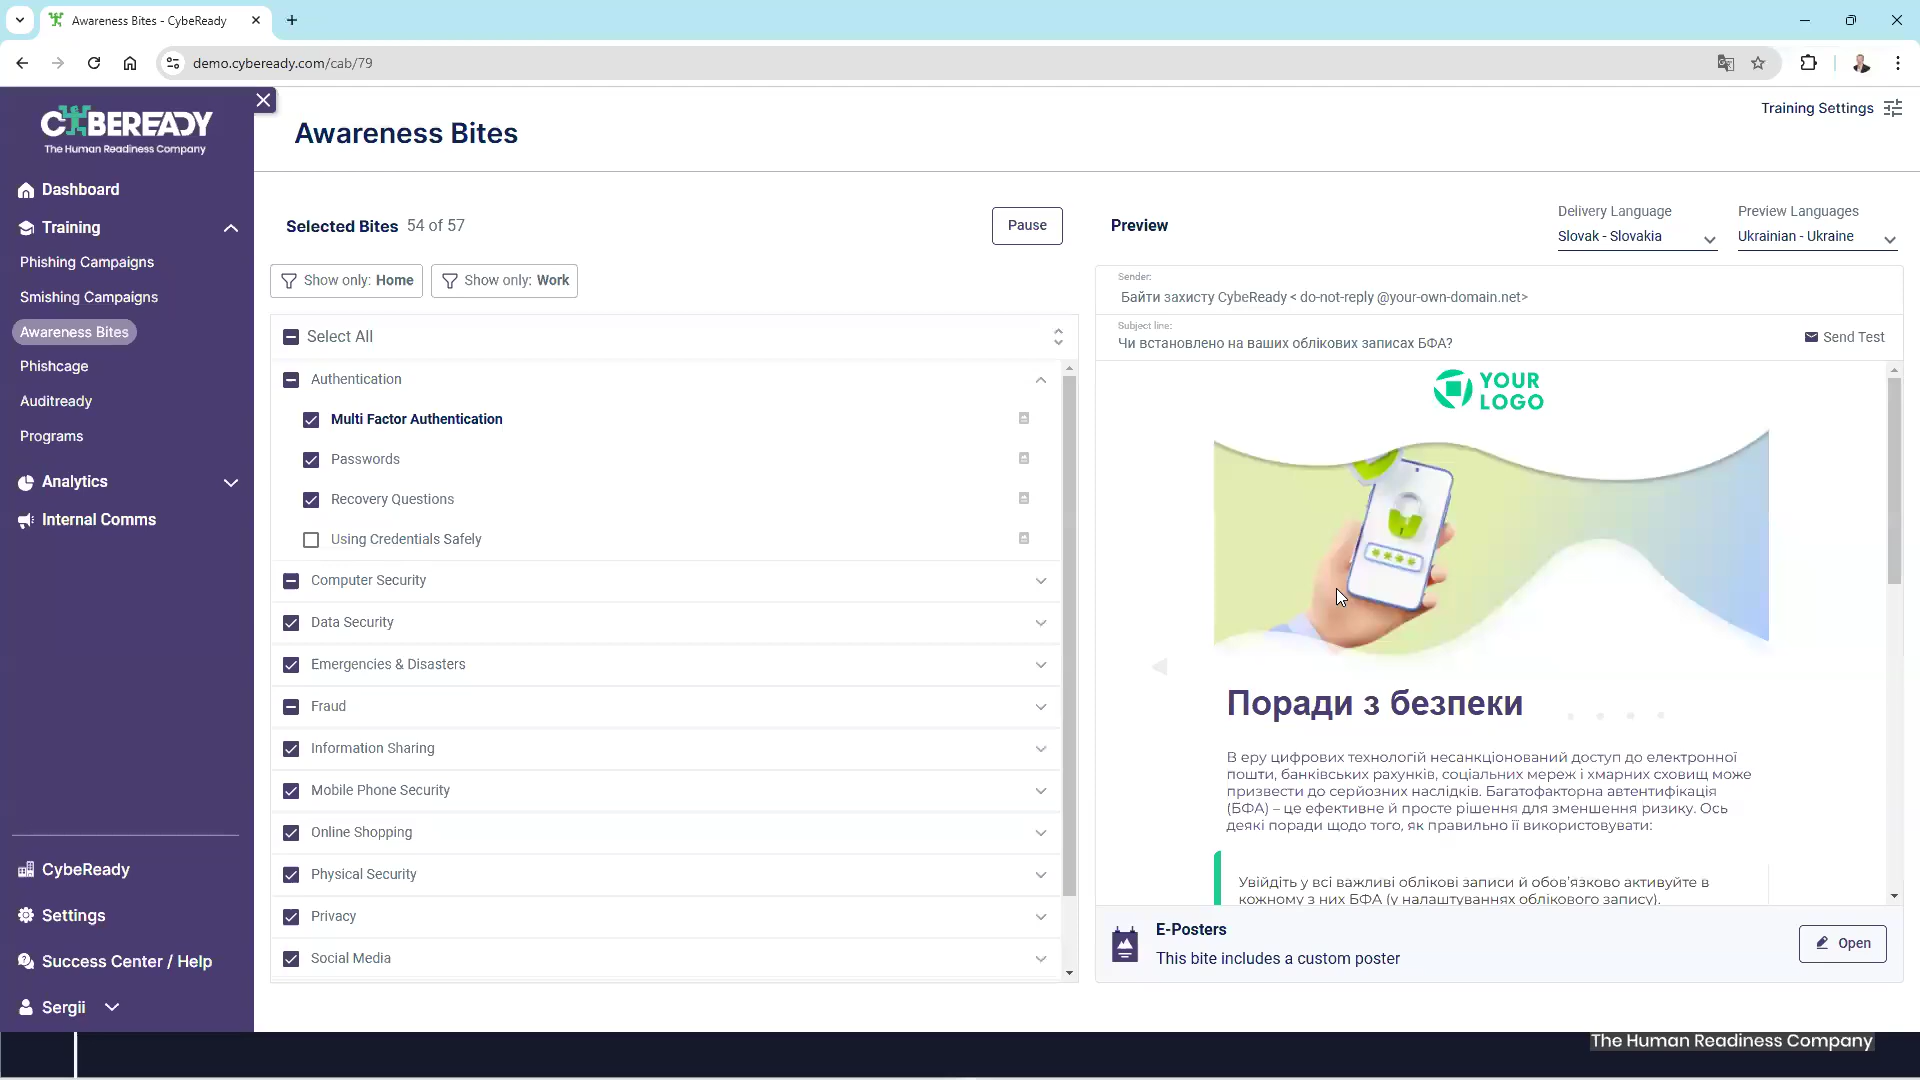 Awareness Bites - CybeReady
demo.cybeready.com/cab/79
CYBEREADY
The Human Readiness Company
Dashboard
Training
Phishing Campaigns
Smishing Campaigns
Awareness Bites
Phishcage
Auditready
Programs
Analytics
Internal Comms
CybeReady
Settings
Success Center / Help
Sergii
Awareness Bites
Training Settings
Selected Bites 54 of 57
Pause
Show only: Home
Show only: Work
Select All
Authentication
Multi Factor Authentication
Passwords
Recovery Questions
Using Credentials Safely
Computer Security
Data Security
Emergencies & Disasters
Fraud
Information Sharing
Mobile Phone Security
Online Shopping
Physical Security
Privacy
Social Media
Preview
Delivery Language
Slovak - Slovakia
Preview Languages
Ukrainian - Ukraine
Sender:
Байти захисту CybeReady < do-not-reply @your-own-domain.net>
Subject line:
Чи встановлено на ваших облікових записах БФА?
Send Test
YOUR
LOGO
Поради з безпеки
В еру цифрових технологій несанкціонований доступ до електронної
пошти, банківських рахунків, соціальних мереж і хмарних сховищ може
призвести до серйозних наслідків. Багатофакторна автентифікація
(БФА) – це ефективне й просте рішення для зменшення ризику. Ось
деякі поради щодо того, як правильно її використовувати:
Увійдіть у всі важливі облікові записи й обов’язково активуйте в
кожному з них БФА (у налаштуваннях облікового запису).
E-Posters
This bite includes a custom poster
Open
The Human Readiness Company